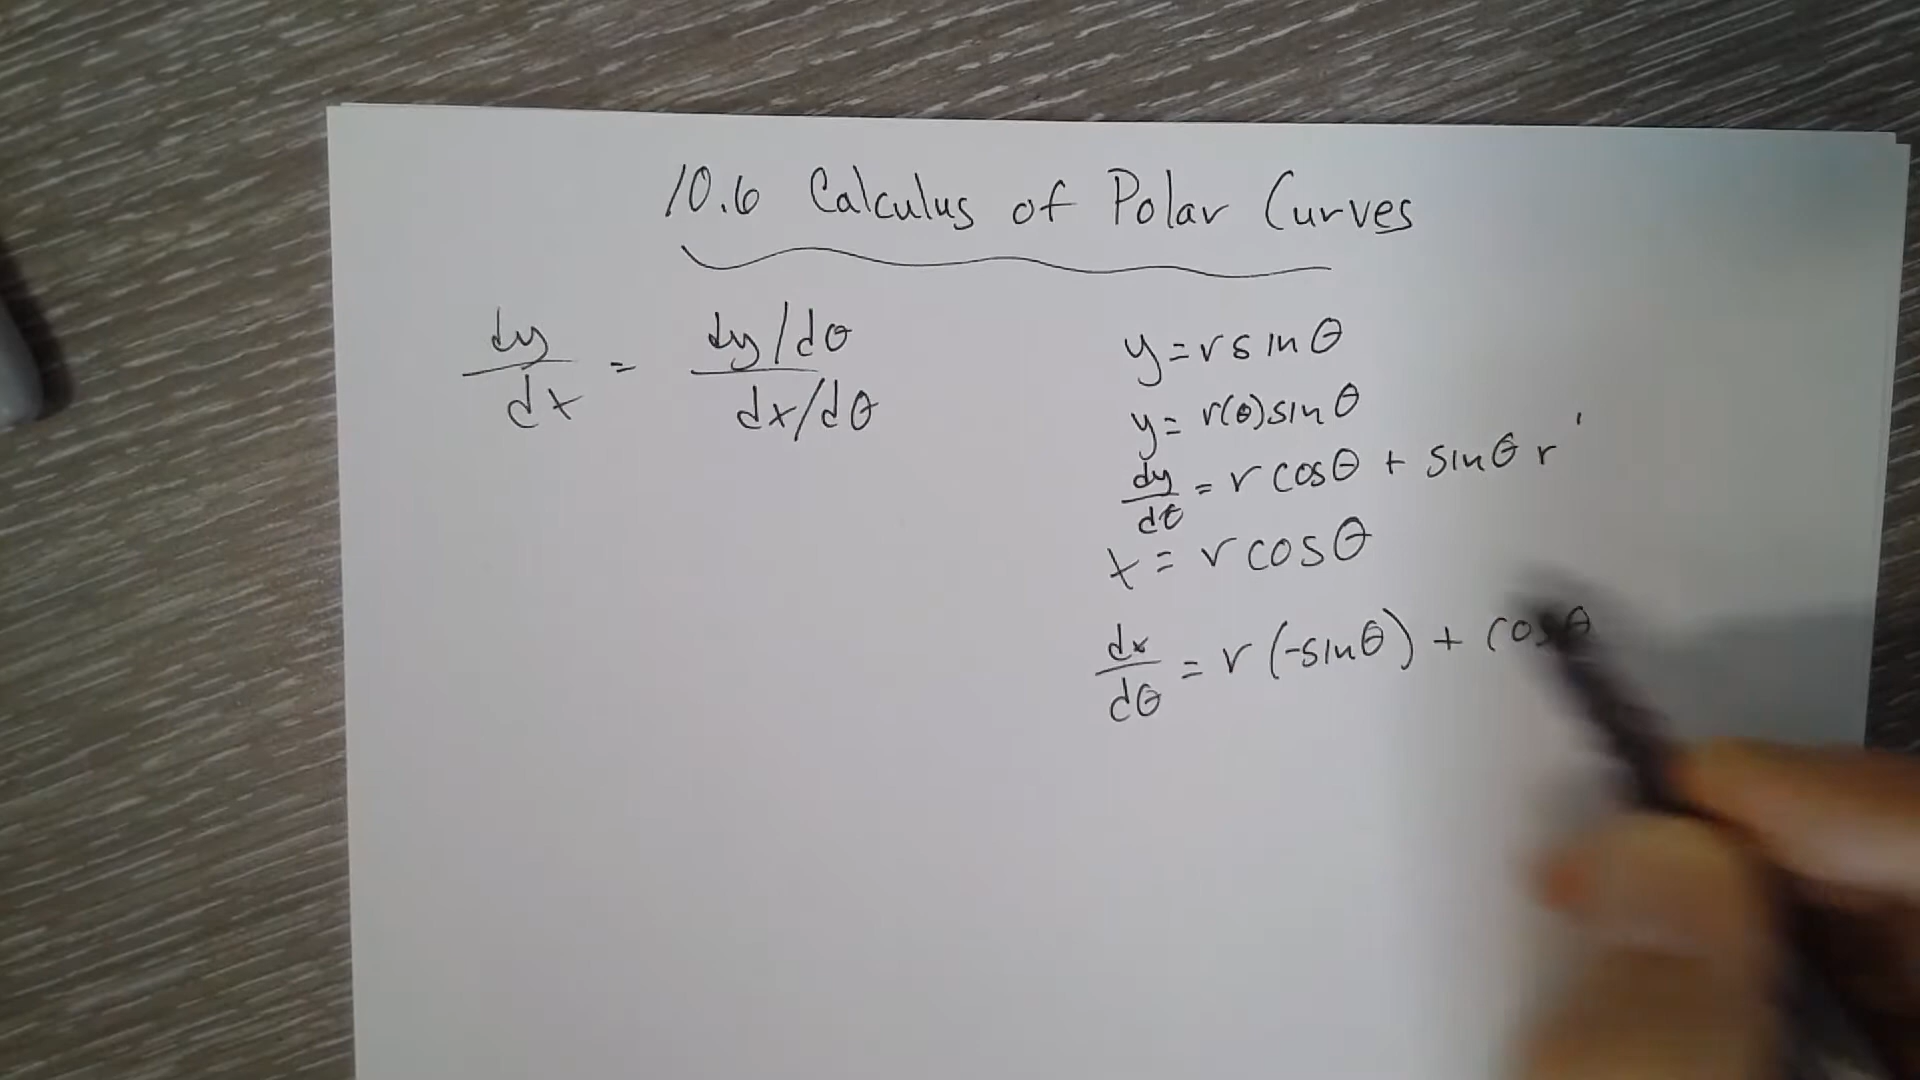 10.6 Calculus of Polar Curves
dy/dx = (dy/dθ)/(dx/dθ)
y = r sin θ
y = r(θ) sin θ
dy/dθ = r cos θ + sin θ r'
x = r cos θ
dx/dθ = r (-sin θ) + cos θ